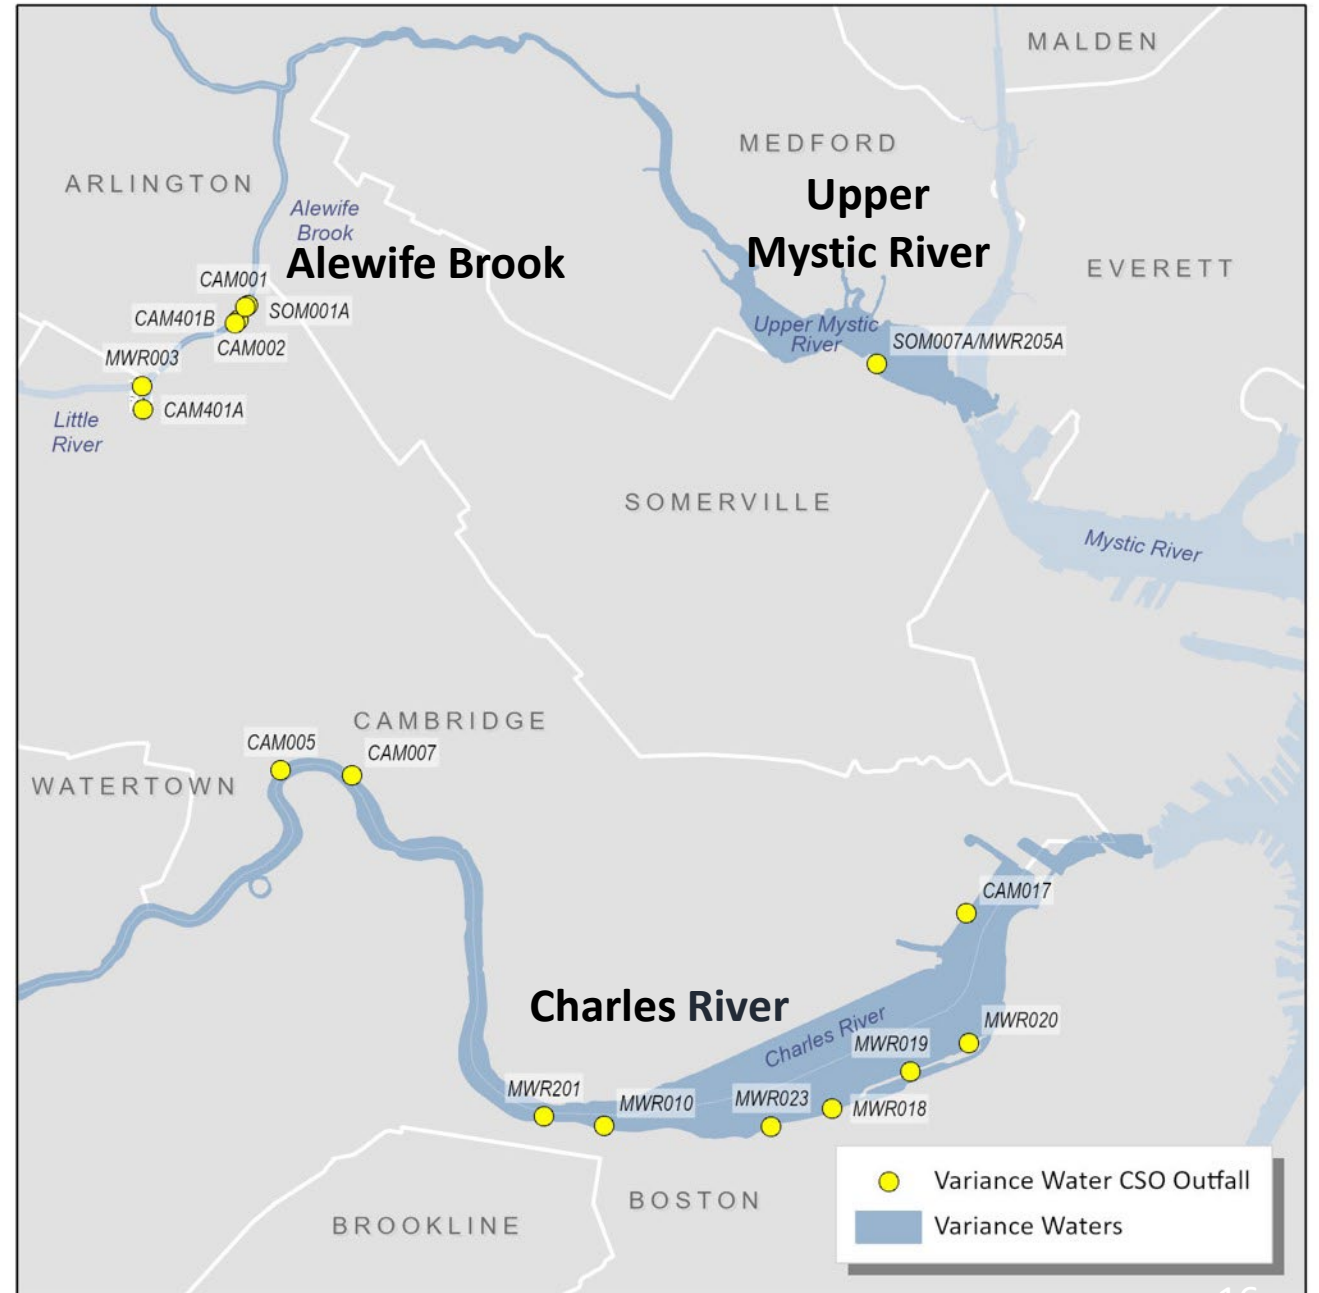 MALDEN
MEDFORD
Upper
Mystic River
ARLINGTON
Alewife
Brook
Alewife Brook
EVERETT
CAM001
SOM001A
CAM401B
CAM002
Upper Mystic
River
SOM007A/MWR205A
MWR003
CAM401A
Little
River
SOMERVILLE
Mystic River
CAMBRIDGE
CAM005
CAM007
WATERTOWN
CAM017
Charles River
Charles River
MWR020
MWR019
MWR201
MWR010
MWR023
MWR018
BOSTON
BROOKLINE
Variance Water CSO Outfall
Variance Waters